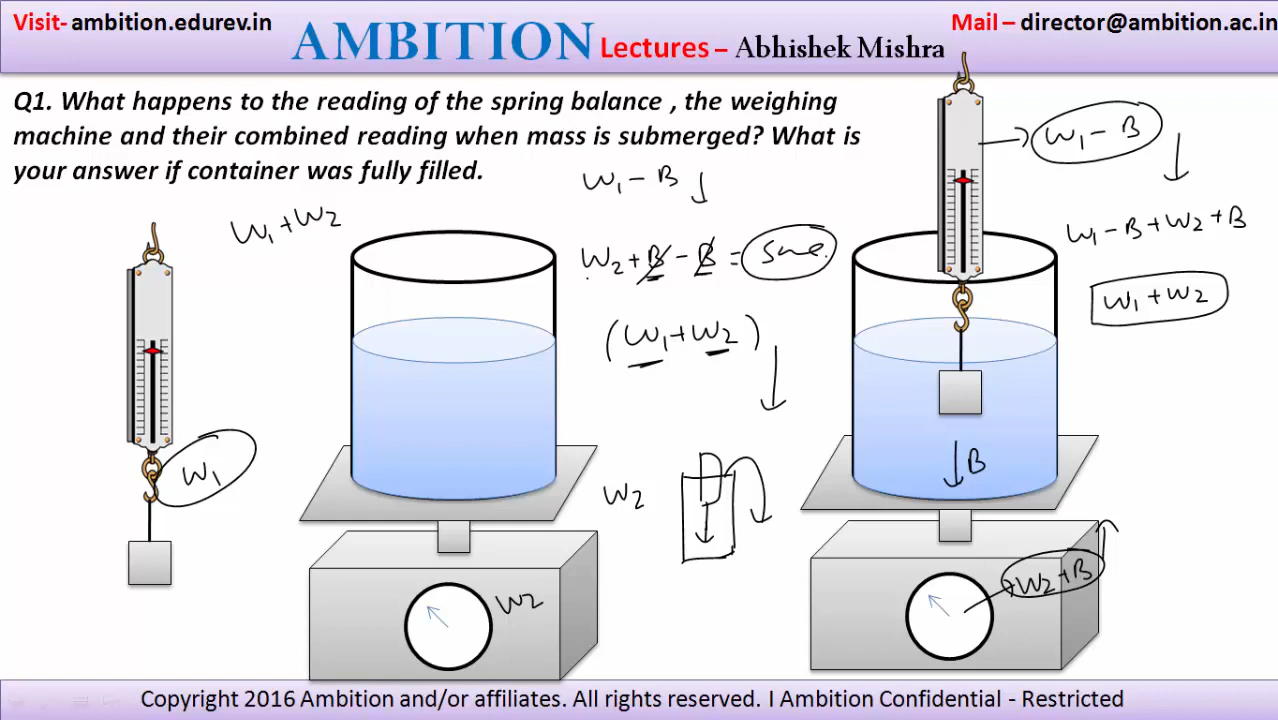 Visit- ambition.edurev.in
AMBITION Lectures – Abhishek Mishra
Mail – director@ambition.ac.in
Q1. What happens to the reading of the spring balance , the weighing
machine and their combined reading when mass is submerged? What is
your answer if container was fully filled.
W1 + W2
W1 - B ↓
W2 + B - B = same
(W1 + W2)
W1 - B
W1 - B + W2 + B
W1 + W2
W1
W2
B
W2
W2 + B
Copyright 2016 Ambition and/or affiliates. All rights reserved. I Ambition Confidential - Restricted